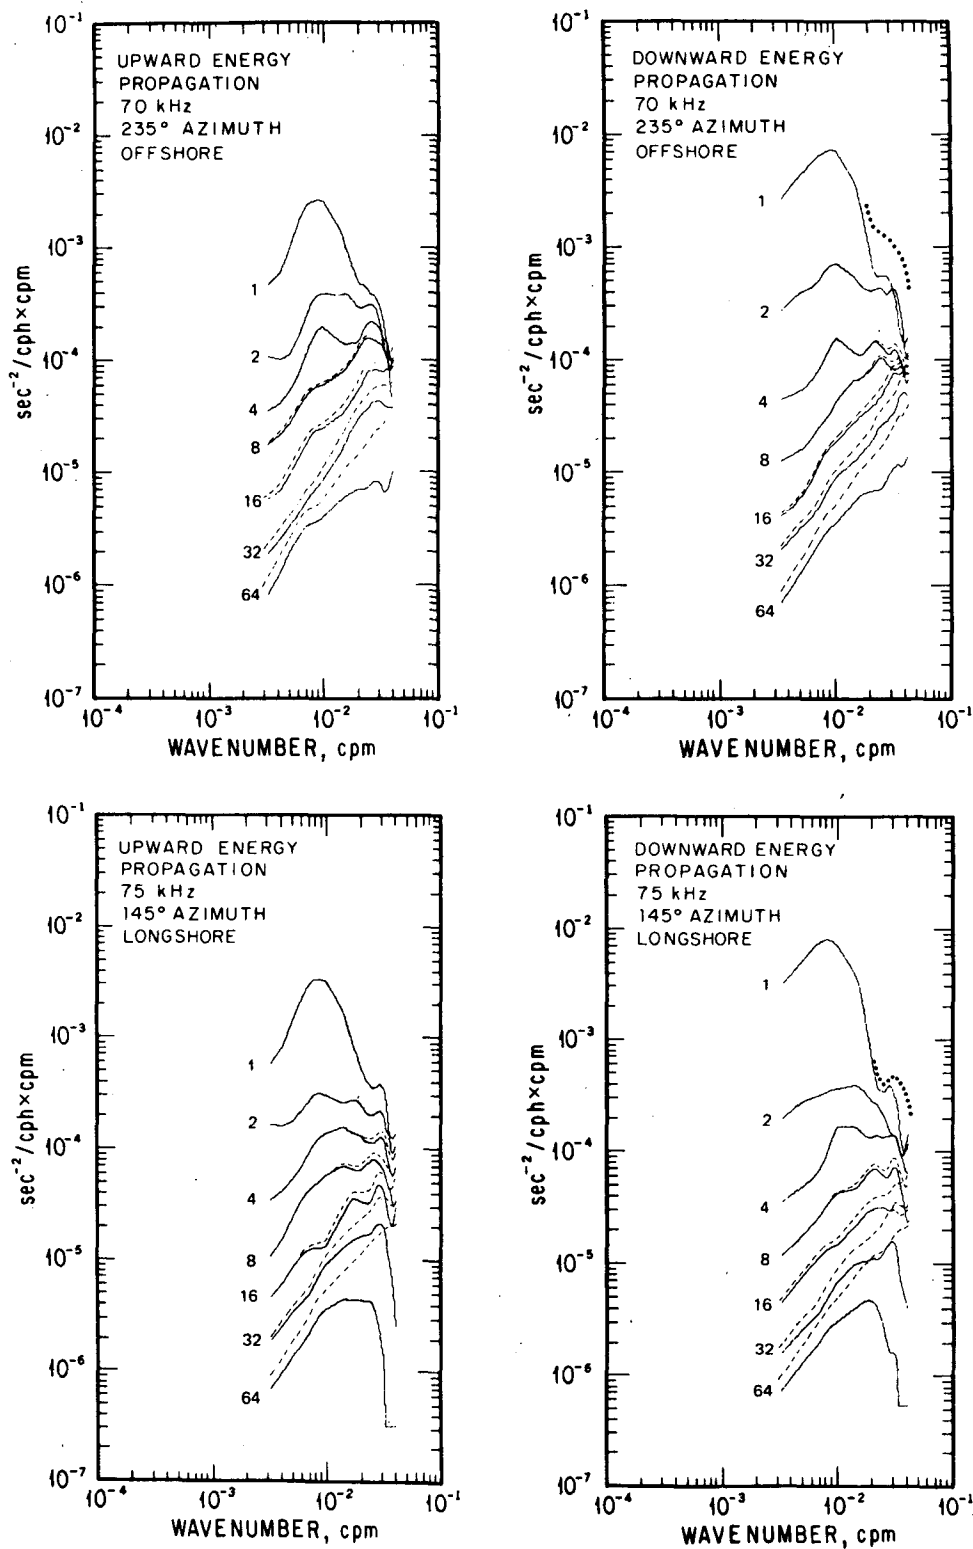 10⁻¹
10⁻²
10⁻³
10⁻⁴
10⁻⁵
10⁻⁶
10⁻⁷
sec⁻²/cph×cpm
UPWARD ENERGY
PROPAGATION
70 kHz
235° AZIMUTH
OFFSHORE
1
2
4
8
16
32
64
10⁻⁴
10⁻³
10⁻²
10⁻¹
WAVENUMBER, cpm
10⁻¹
10⁻²
10⁻³
10⁻⁴
10⁻⁵
10⁻⁶
10⁻⁷
sec⁻²/cph×cpm
DOWNWARD ENERGY
PROPAGATION
70 kHz
235° AZIMUTH
OFFSHORE
1
2
4
8
16
32
64
10⁻⁴
10⁻³
10⁻²
10⁻¹
WAVENUMBER, cpm
10⁻¹
10⁻²
10⁻³
10⁻⁴
10⁻⁵
10⁻⁶
10⁻⁷
sec⁻²/cph×cpm
UPWARD ENERGY
PROPAGATION
75 kHz
145° AZIMUTH
LONGSHORE
1
2
4
8
16
32
64
10⁻⁴
10⁻³
10⁻²
10⁻¹
WAVENUMBER, cpm
10⁻¹
10⁻²
10⁻³
10⁻⁴
10⁻⁵
10⁻⁶
10⁻⁷
sec⁻²/cph×cpm
DOWNWARD ENERGY
PROPAGATION
75 kHz
145° AZIMUTH
LONGSHORE
1
2
4
8
16
32
64
10⁻⁴
10⁻³
10⁻²
10⁻¹
WAVENUMBER, cpm